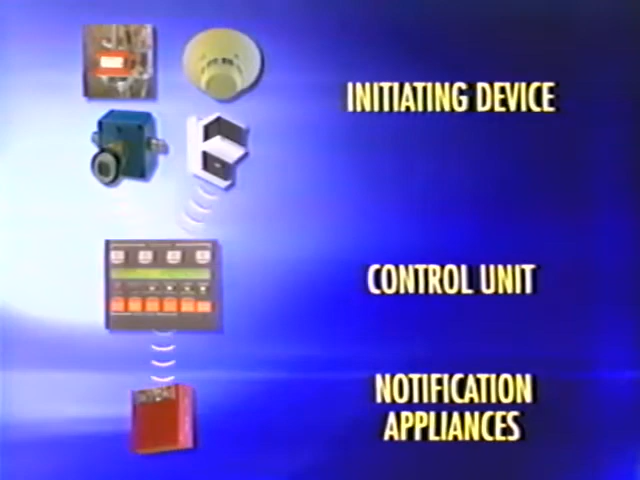 INITIATING DEVICE
CONTROL UNIT
NOTIFICATION
APPLIANCES